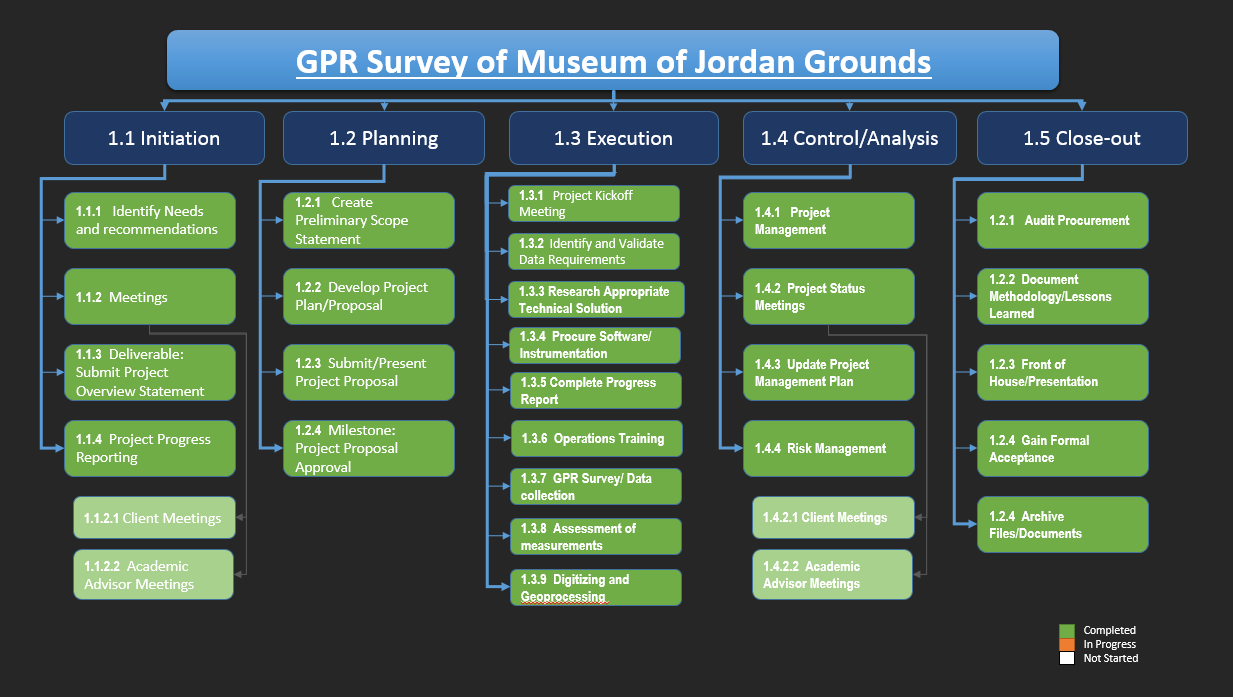 GPR Survey of Museum of Jordan Grounds
1.1 Initiation
1.2 Planning
1.3 Execution
1.4 Control/Analysis
1.5 Close-out
1.1.1 Identify Needs
and recommendations
1.1.2 Meetings
1.1.3 Deliverable:
Submit Project
Overview Statement
1.1.4 Project Progress
Reporting
1.1.2.1 Client Meetings
1.1.2.2 Academic
Advisor Meetings
1.2.1 Create
Preliminary Scope
Statement
1.2.2 Develop Project
Plan/Proposal
1.2.3 Submit/Present
Project Proposal
1.2.4 Milestone:
Project Proposal
Approval
1.3.1 Project Kickoff
Meeting
1.3.2 Identify and Validate
Data Requirements
1.3.3 Research Appropriate
Technical Solution
1.3.4 Procure Software/
Instrumentation
1.3.5 Complete Progress
Report
1.3.6 Operations Training
1.3.7 GPR Survey/ Data
collection
1.3.8 Assessment of
measurements
1.3.9 Digitizing and
Geoprocessing
1.4.1 Project
Management
1.4.2 Project Status
Meetings
1.4.3 Update Project
Management Plan
1.4.4 Risk Management
1.4.2.1 Client Meetings
1.4.2.2 Academic
Advisor Meetings
1.2.1 Audit Procurement
1.2.2 Document
Methodology/Lessons
Learned
1.2.3 Front of
House/Presentation
1.2.4 Gain Formal
Acceptance
1.2.4 Archive
Files/Documents
Completed
In Progress
Not Started